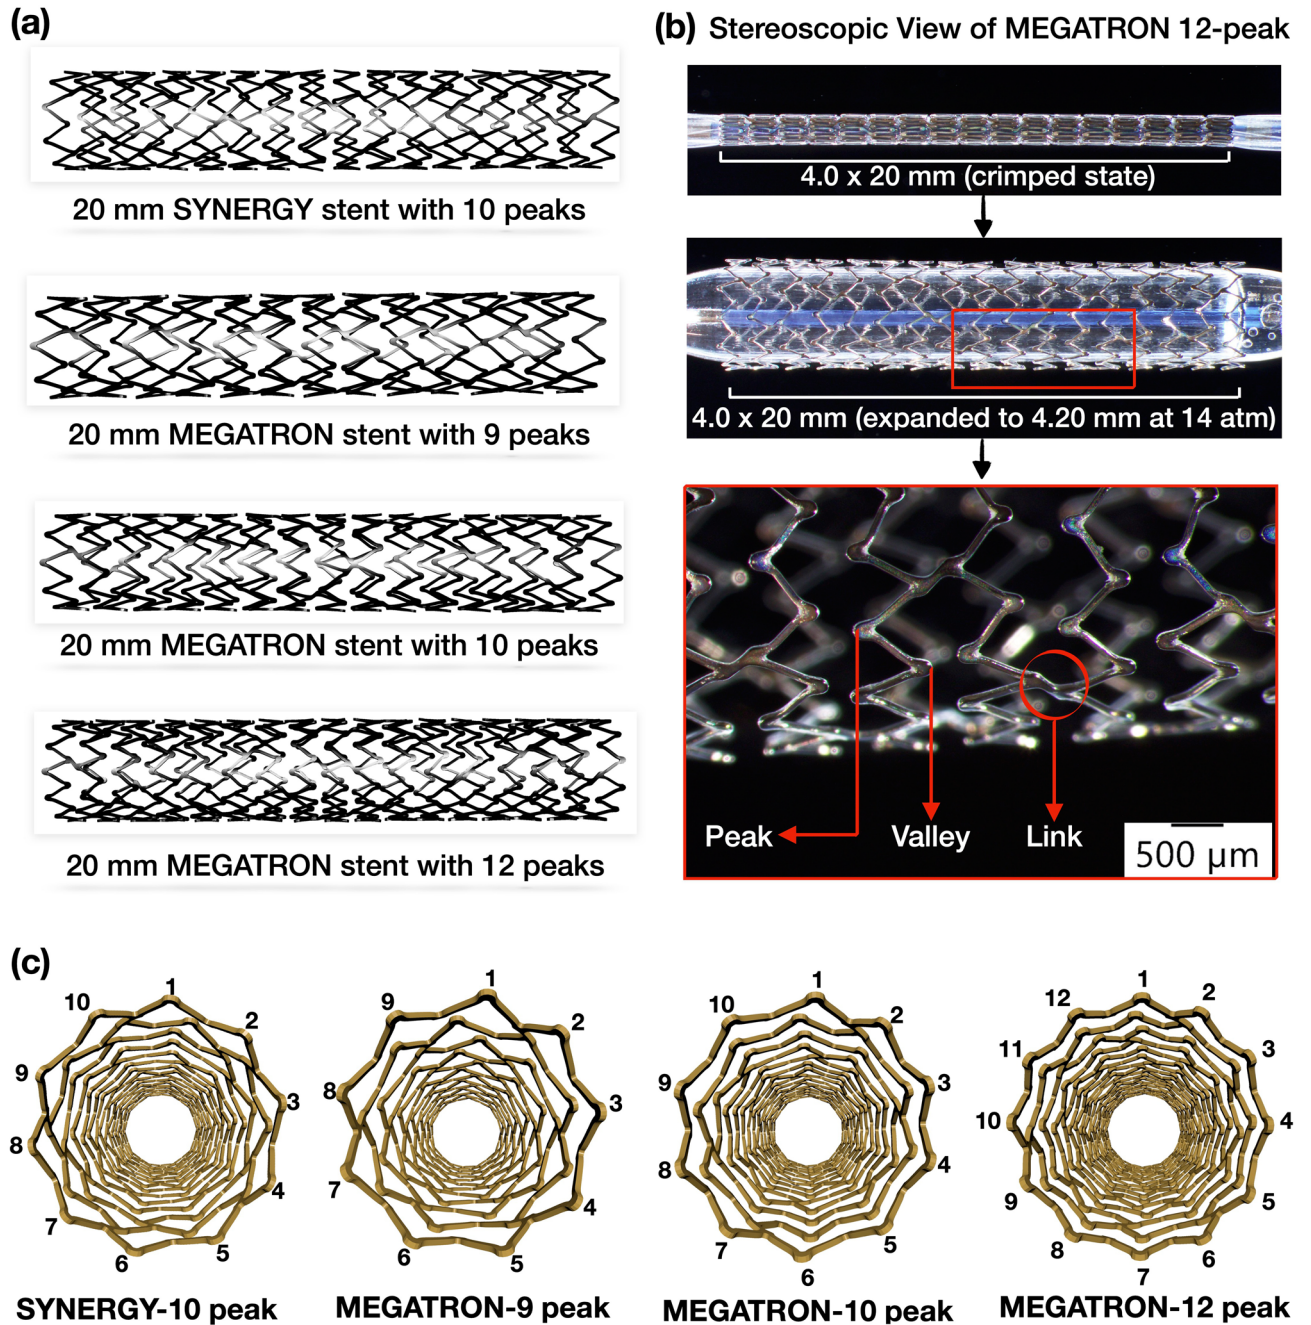 (a)
20 mm SYNERGY stent with 10 peaks
20 mm MEGATRON stent with 9 peaks
20 mm MEGATRON stent with 10 peaks
20 mm MEGATRON stent with 12 peaks
(b) Stereoscopic View of MEGATRON 12-peak
4.0 x 20 mm (crimped state)
4.0 x 20 mm (expanded to 4.20 mm at 14 atm)
Peak
Valley
Link
500 µm
(c)
1
2
3
4
5
6
7
8
9
10
SYNERGY-10 peak
1
2
3
4
5
6
7
8
9
MEGATRON-9 peak
1
2
3
4
5
6
7
8
9
10
MEGATRON-10 peak
1
2
3
4
5
6
7
8
9
10
11
12
MEGATRON-12 peak